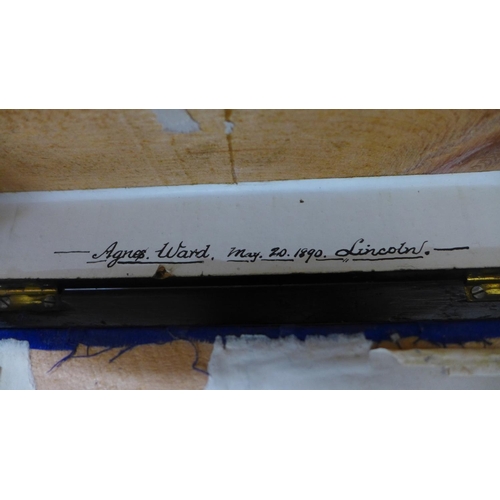 — Agnes. Ward, May. 20. 1890. Lincoln. —